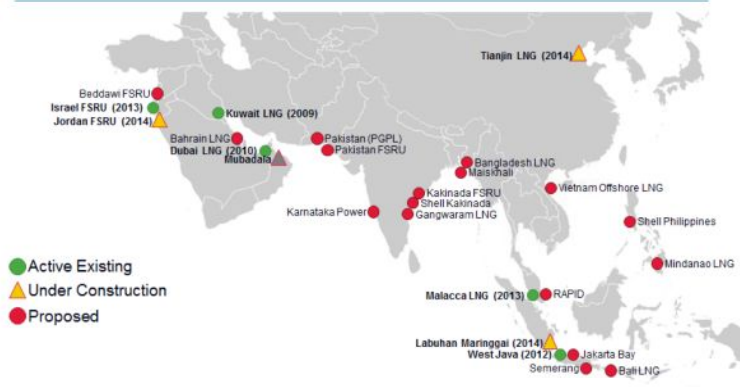 Tianjin LNG (2014)
Beddawi FSRU
Israel FSRU (2013)
Jordan FSRU (2014)
Kuwait LNG (2009)
Bahrain LNG
Dubai LNG (2010)
Mubadala
Pakistan (PGPL)
Pakistan FSRU
Bangladesh LNG
Maiskhali
Kakinada FSRU
Shell Kakinada
Gangwaram LNG
Karnataka Power
Vietnam Offshore LNG
Shell Philippines
Mindanao LNG
Active Existing
Under Construction
Proposed
Malacca LNG (2013)
RAPID
Labuhan Maringgai (2014)
West Java (2012)
Jakarta Bay
Semerang
Bali LNG